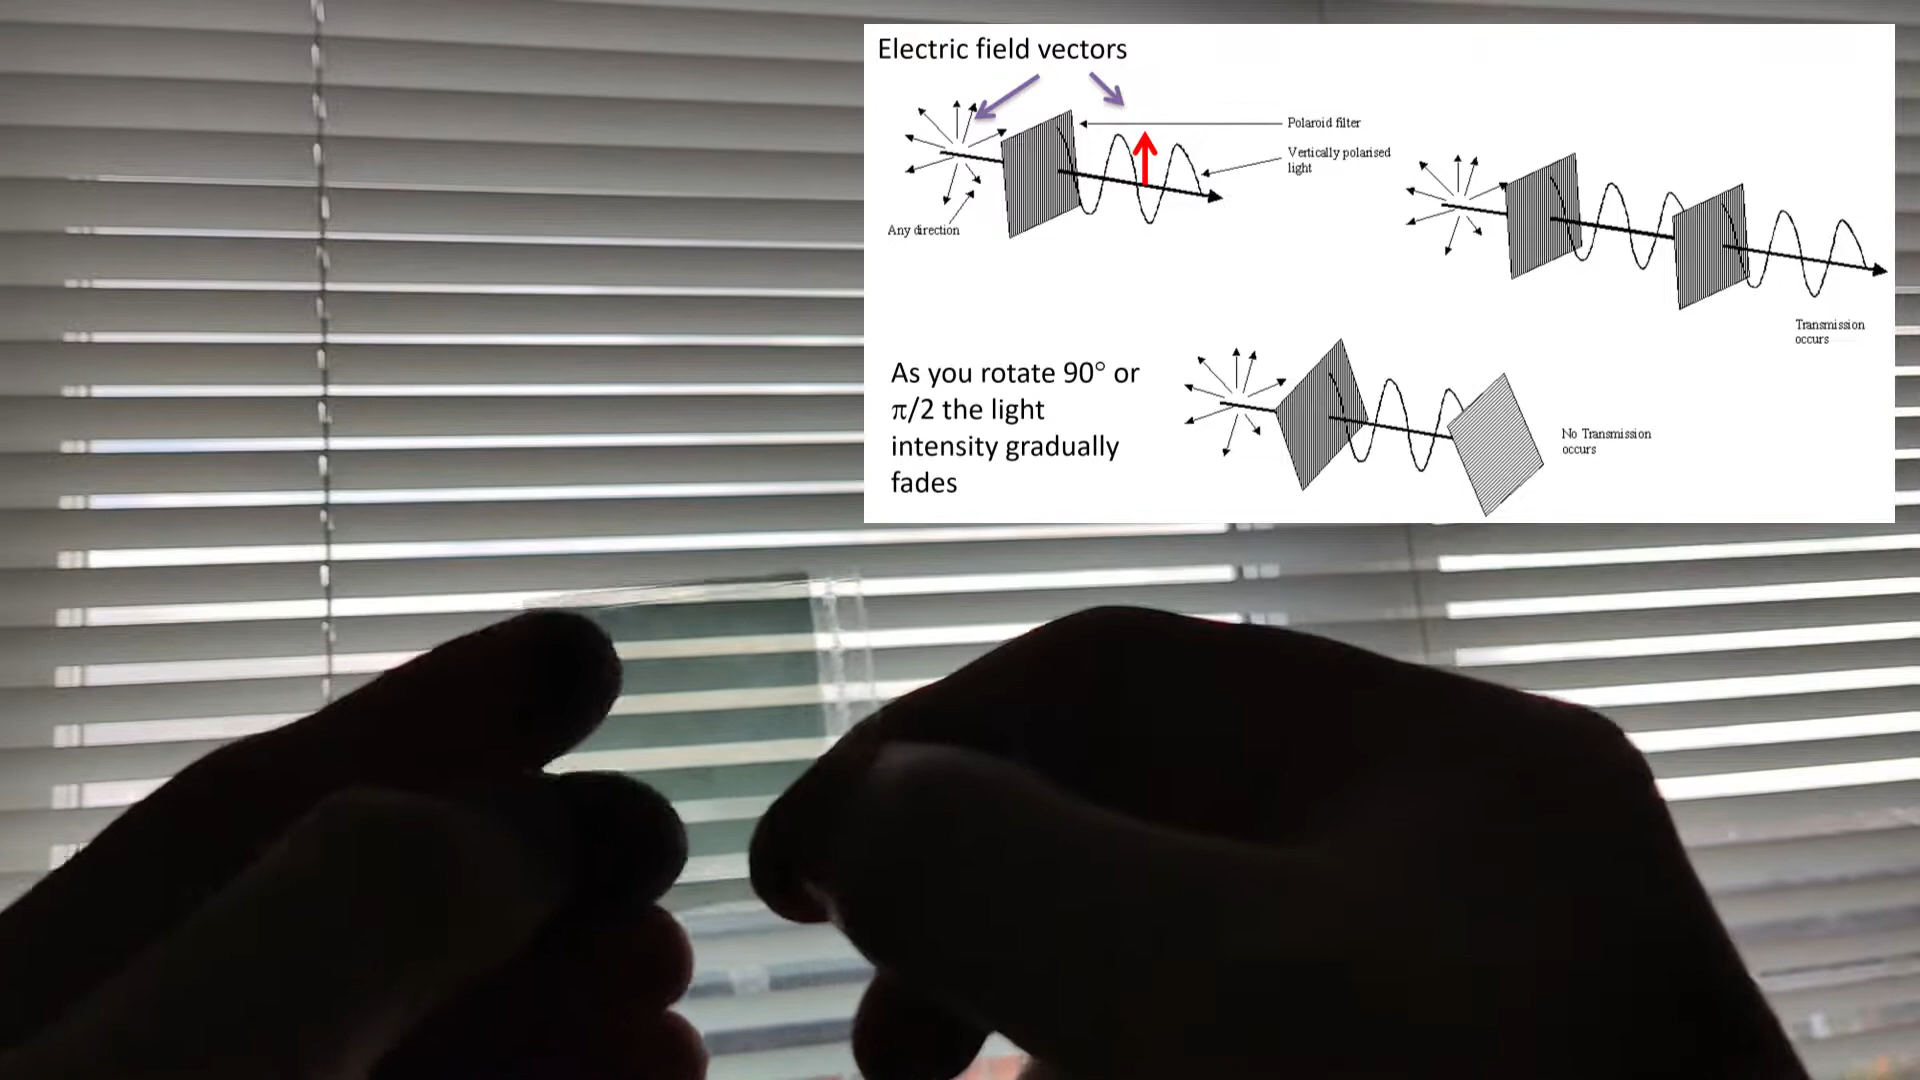 Electric field vectors
Polaroid filter
Vertically polarised
light
Any direction
Transmission
occurs
As you rotate 90° or
π/2 the light
intensity gradually
fades
No Transmission
occurs